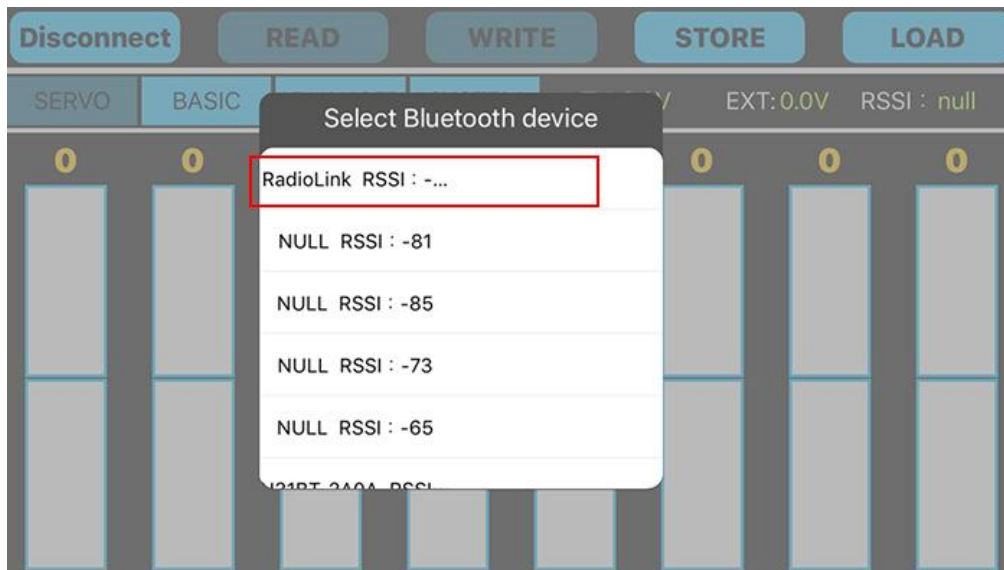 Disconnect READ WRITE STORE LOAD
SERVO BASIC EXT: 0.0V RSSI : null
Select Bluetooth device
0 0 0 0 0
RadioLink RSSI : -...
NULL RSSI : -81
NULL RSSI : -85
NULL RSSI : -73
NULL RSSI : -65